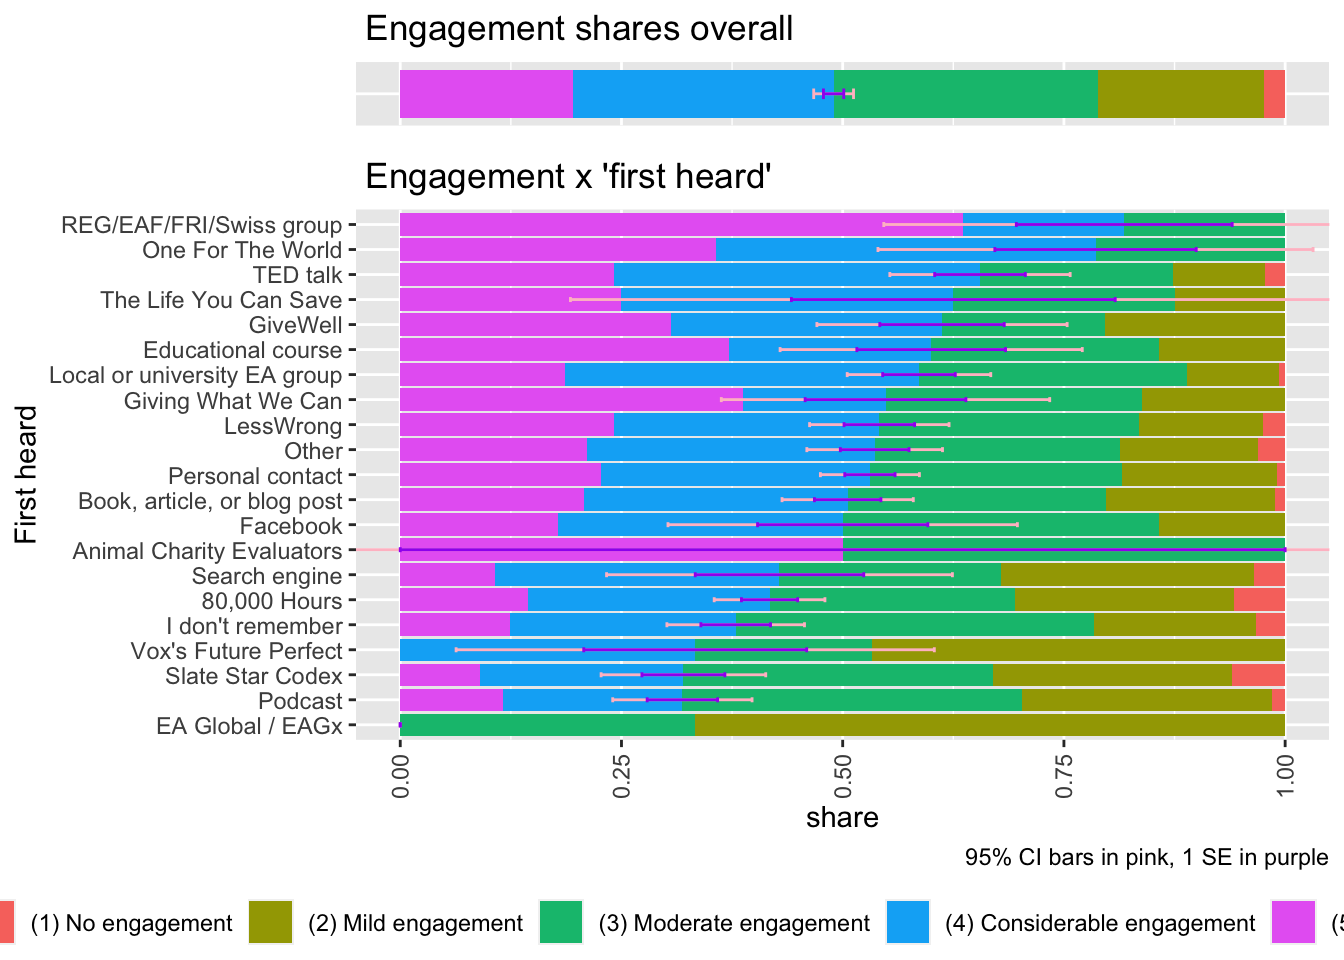 Engagement shares overall
Engagement x 'first heard'
First heard
REG/EAF/FRI/Swiss group
One For The World
TED talk
The Life You Can Save
GiveWell
Educational course
Local or university EA group
Giving What We Can
LessWrong
Other
Personal contact
Book, article, or blog post
Facebook
Animal Charity Evaluators
Search engine
80,000 Hours
I don't remember
Vox's Future Perfect
Slate Star Codex
Podcast
EA Global / EAGx
0.00 0.25 0.50 0.75 1.00
share
95% CI bars in pink, 1 SE in purple
(1) No engagement (2) Mild engagement (3) Moderate engagement (4) Considerable engagement